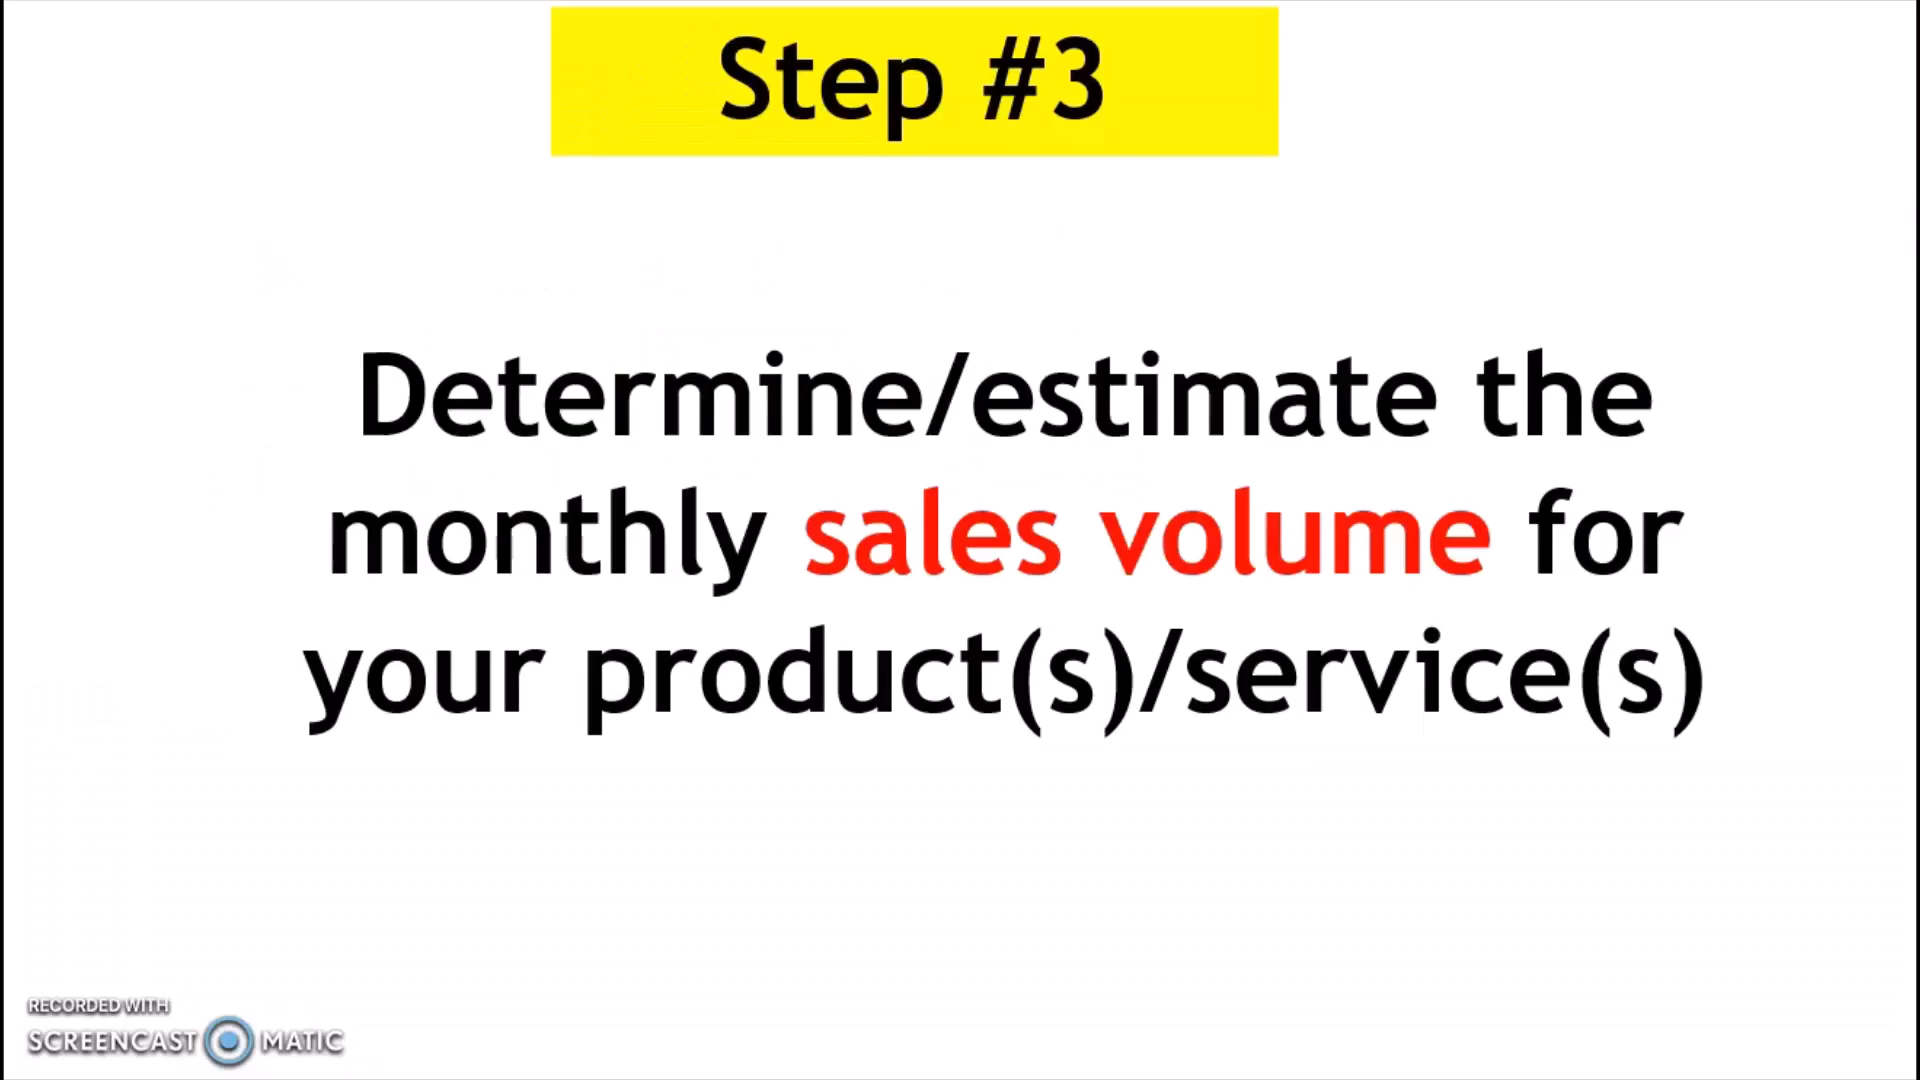 Step #3
Determine/estimate the
monthly sales volume for
your product(s)/service(s)
RECORDED WITH
SCREENCAST MATIC